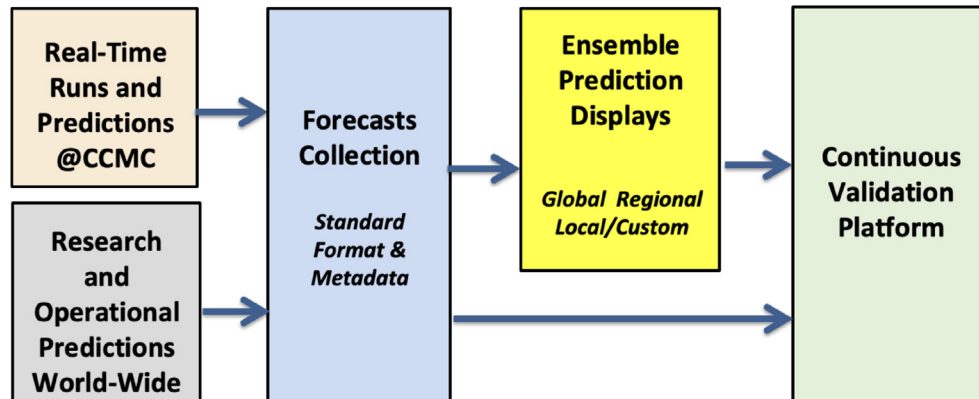 Real-Time
Runs and
Predictions
@CCMC
Research
and
Operational
Predictions
World-Wide
Forecasts
Collection
Standard
Format &
Metadata
Ensemble
Prediction
Displays
Global Regional
Local/Custom
Continuous
Validation
Platform